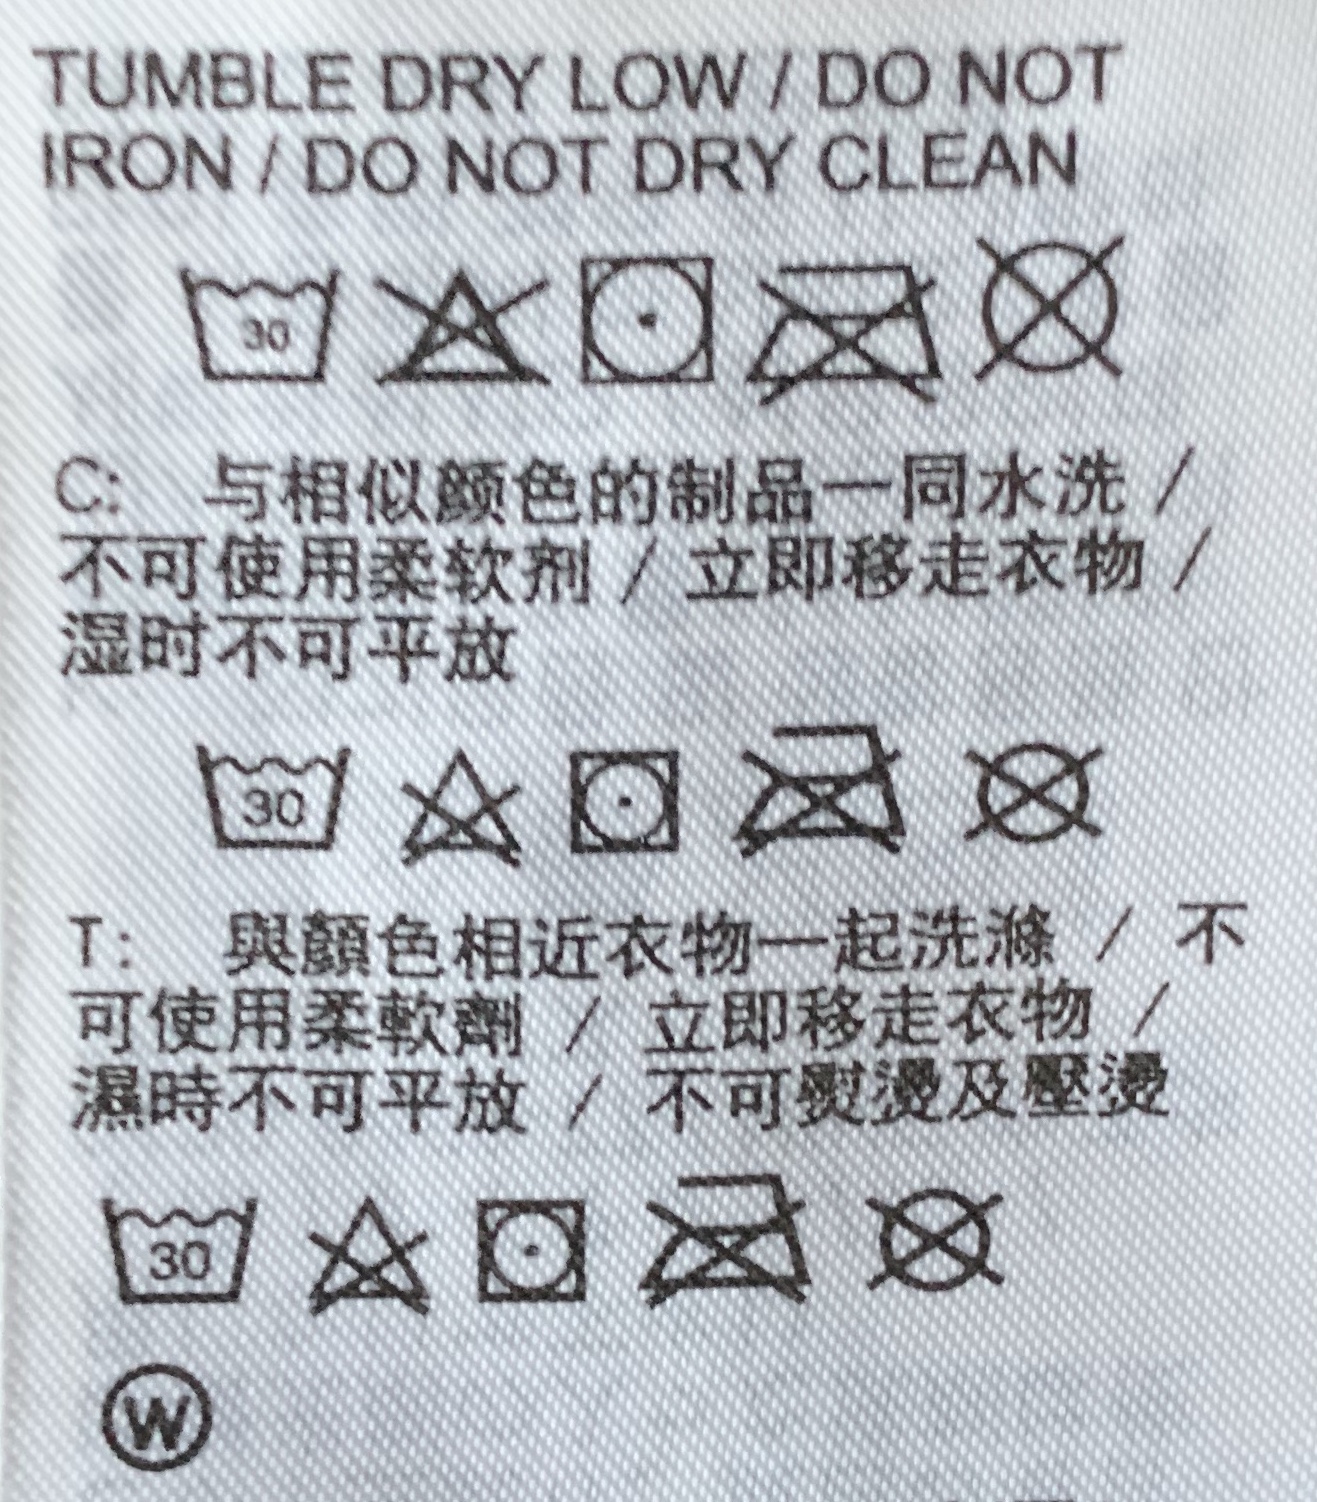 TUMBLE DRY LOW / DO NOT
IRON / DO NOT DRY CLEAN
30
C: 与相似颜色的制品一同水洗 /
不可使用柔软剂 / 立即移走衣物 /
湿时不可平放
30
T: 與顏色相近衣物一起洗滌 / 不
可使用柔軟劑 / 立即移走衣物 /
濕時不可平放 / 不可熨燙及壓燙
30
W